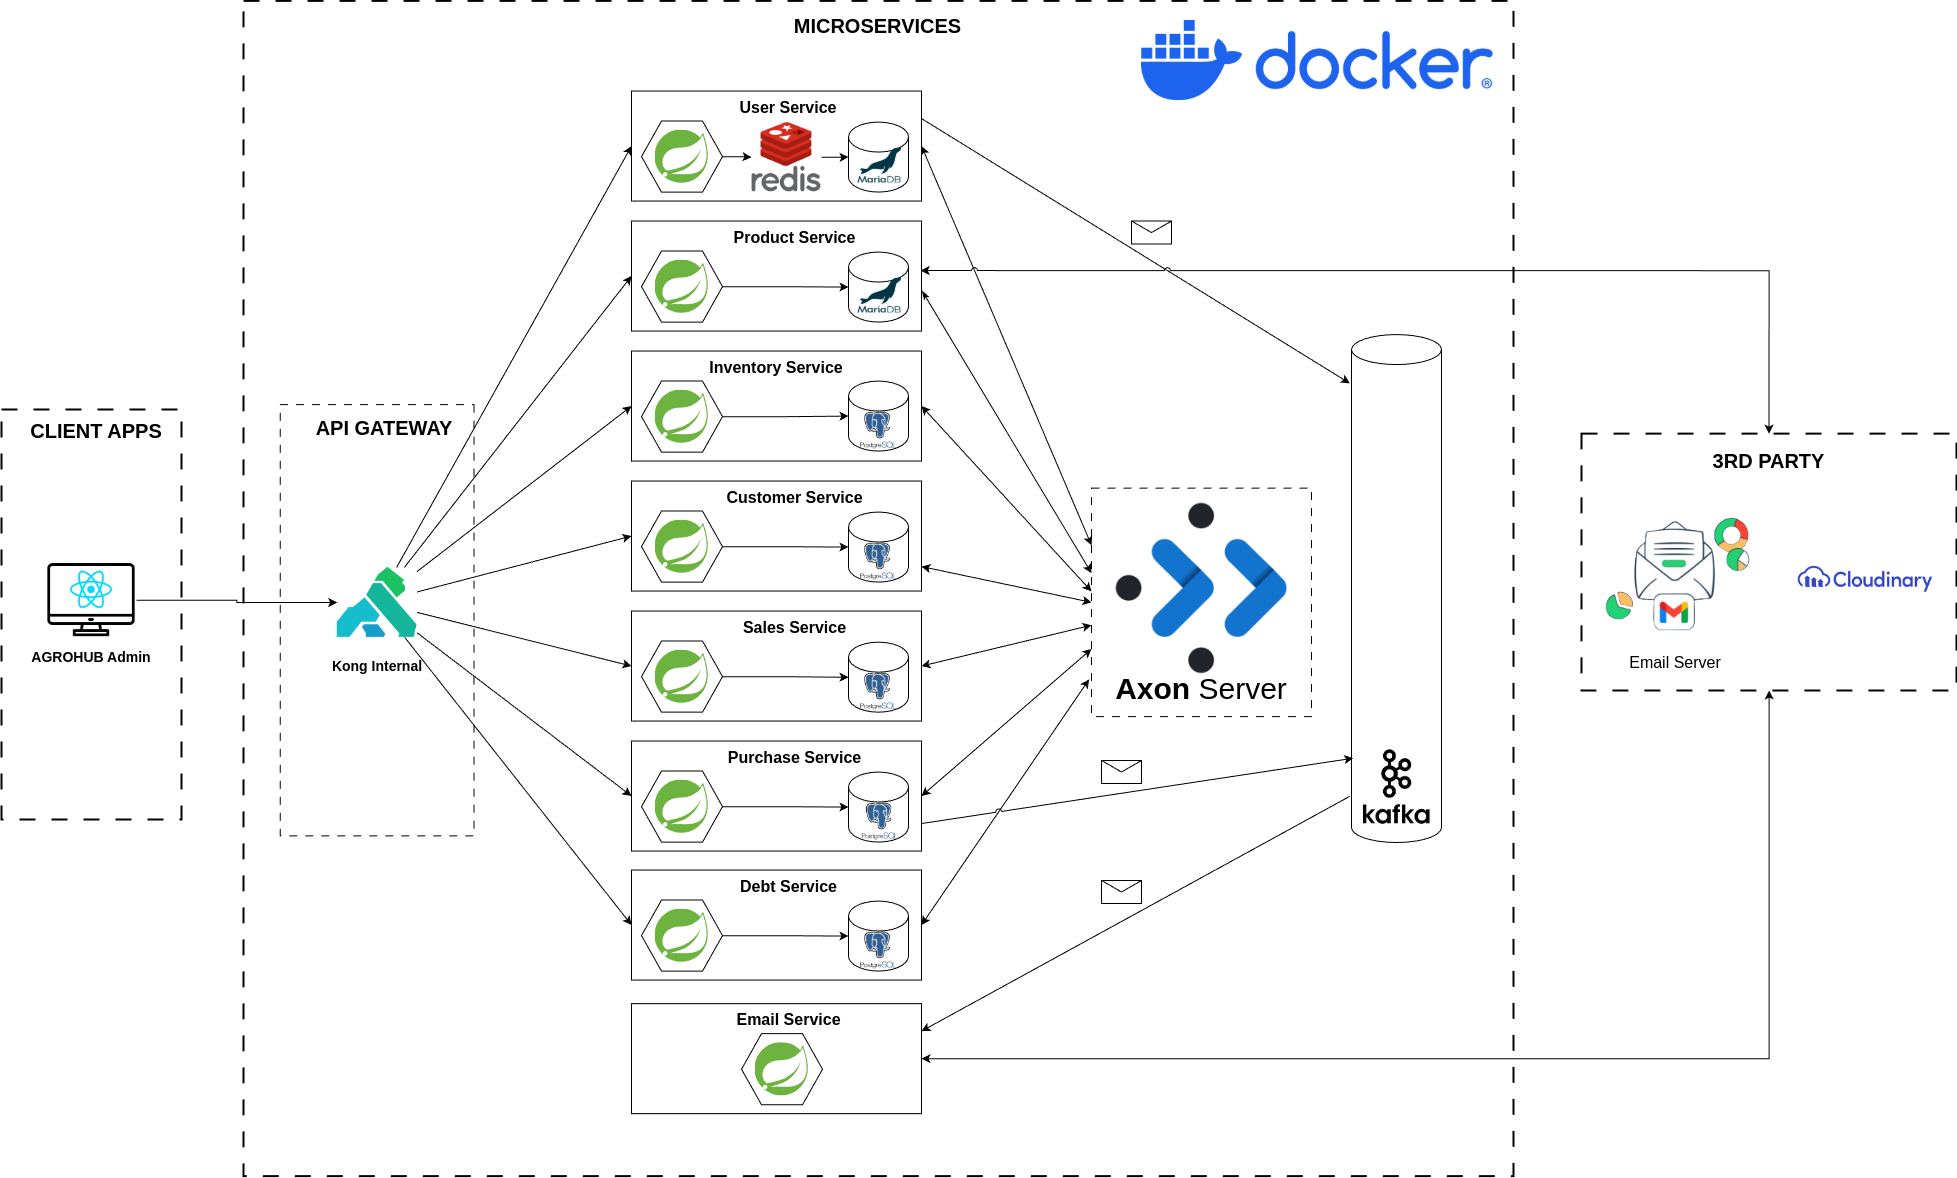 MICROSERVICES
docker®
User Service
redis
MariaDB
Product Service
MariaDB
Inventory Service
PostgreSQL
CLIENT APPS
API GATEWAY
3RD PARTY
Customer Service
PostgreSQL
Cloudinary
AGROHUB Admin
Kong Internal
Email Server
Sales Service
PostgreSQL
Axon Server
Purchase Service
PostgreSQL
kafka
Debt Service
PostgreSQL
Email Service